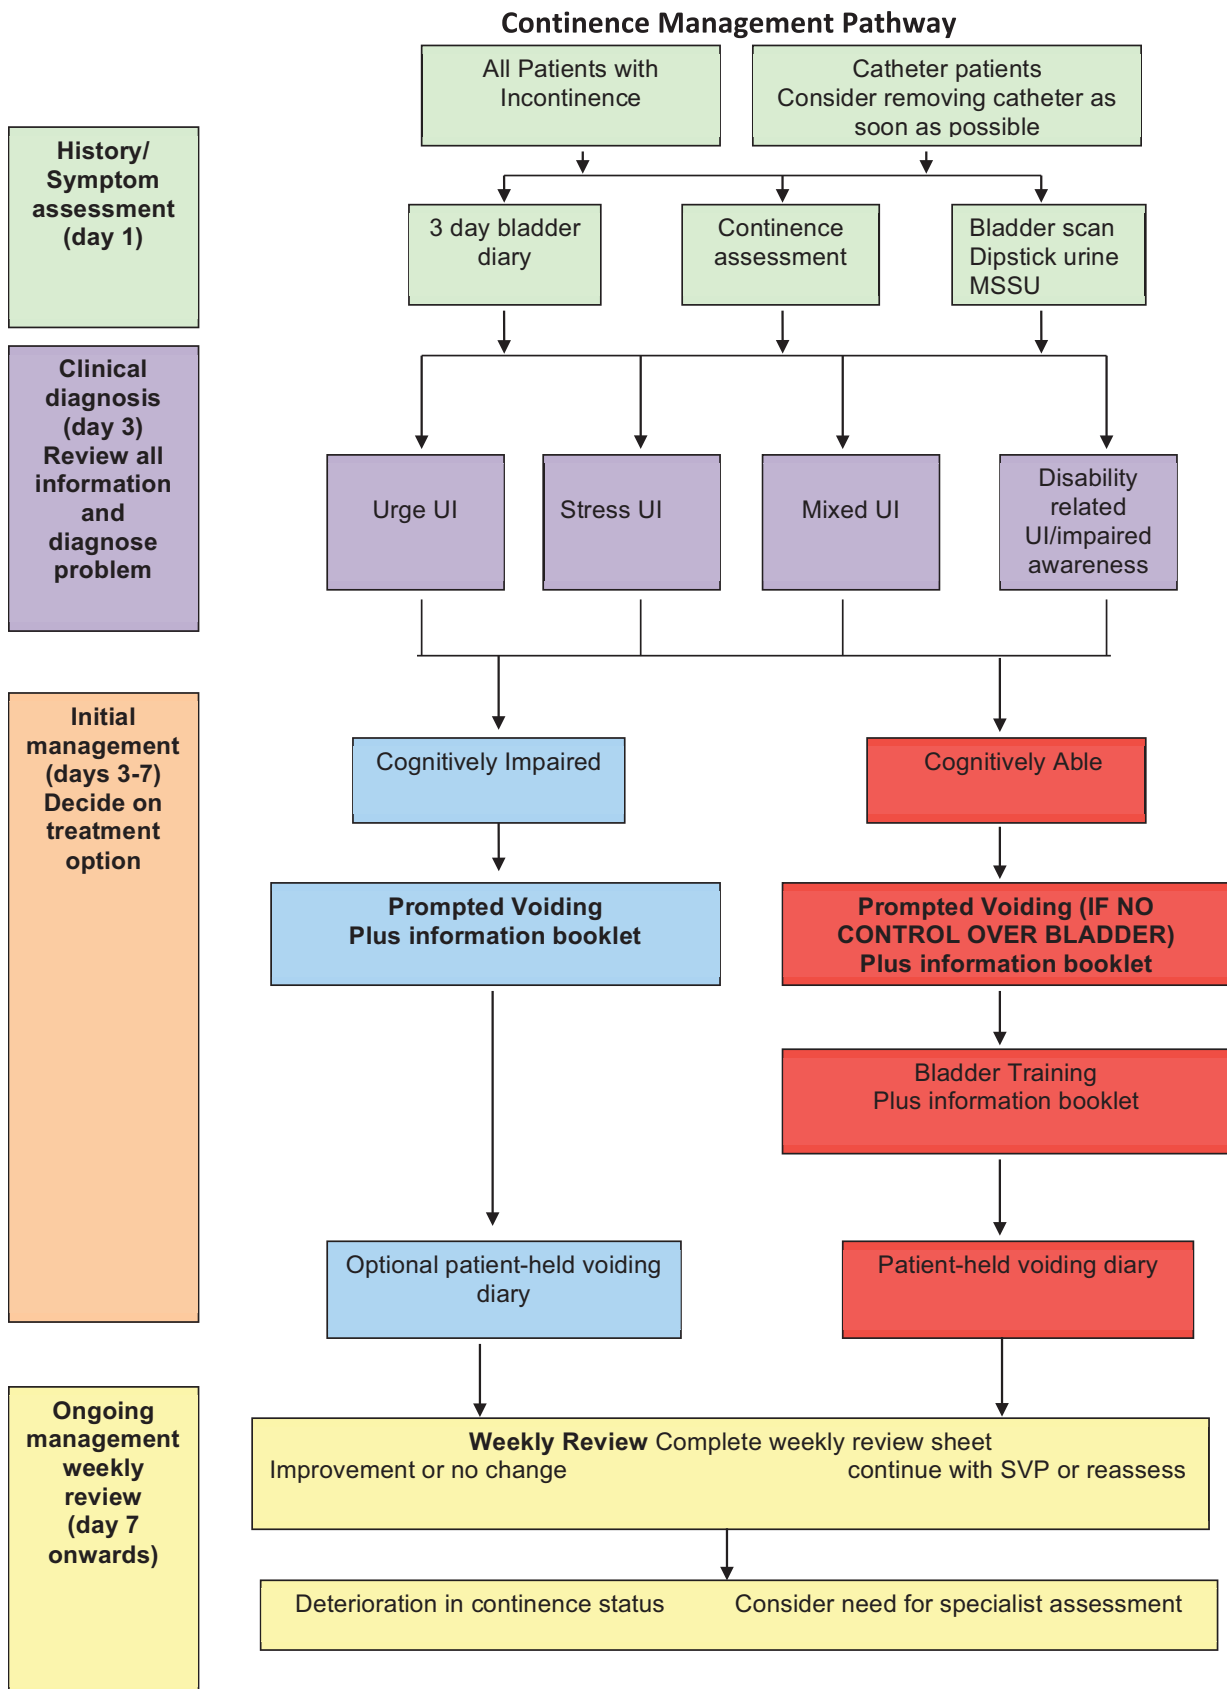 Continence Management Pathway
All Patients with
Incontinence
Catheter patients
Consider removing catheter as
soon as possible
History/
Symptom
assessment
(day 1)
3 day bladder
diary
Continence
assessment
Bladder scan
Dipstick urine
MSSU
Clinical
diagnosis
(day 3)
Review all
information
and
diagnose
problem
Urge UI
Stress UI
Mixed UI
Disability
related
UI/impaired
awareness
Initial
management
(days 3-7)
Decide on
treatment
option
Cognitively Impaired
Cognitively Able
Prompted Voiding
Plus information booklet
Prompted Voiding (IF NO
CONTROL OVER BLADDER)
Plus information booklet
Bladder Training
Plus information booklet
Optional patient-held voiding
diary
Patient-held voiding diary
Ongoing
management
weekly
review
(day 7
onwards)
Weekly Review Complete weekly review sheet
Improvement or no change continue with SVP or reassess
Deterioration in continence status Consider need for specialist assessment